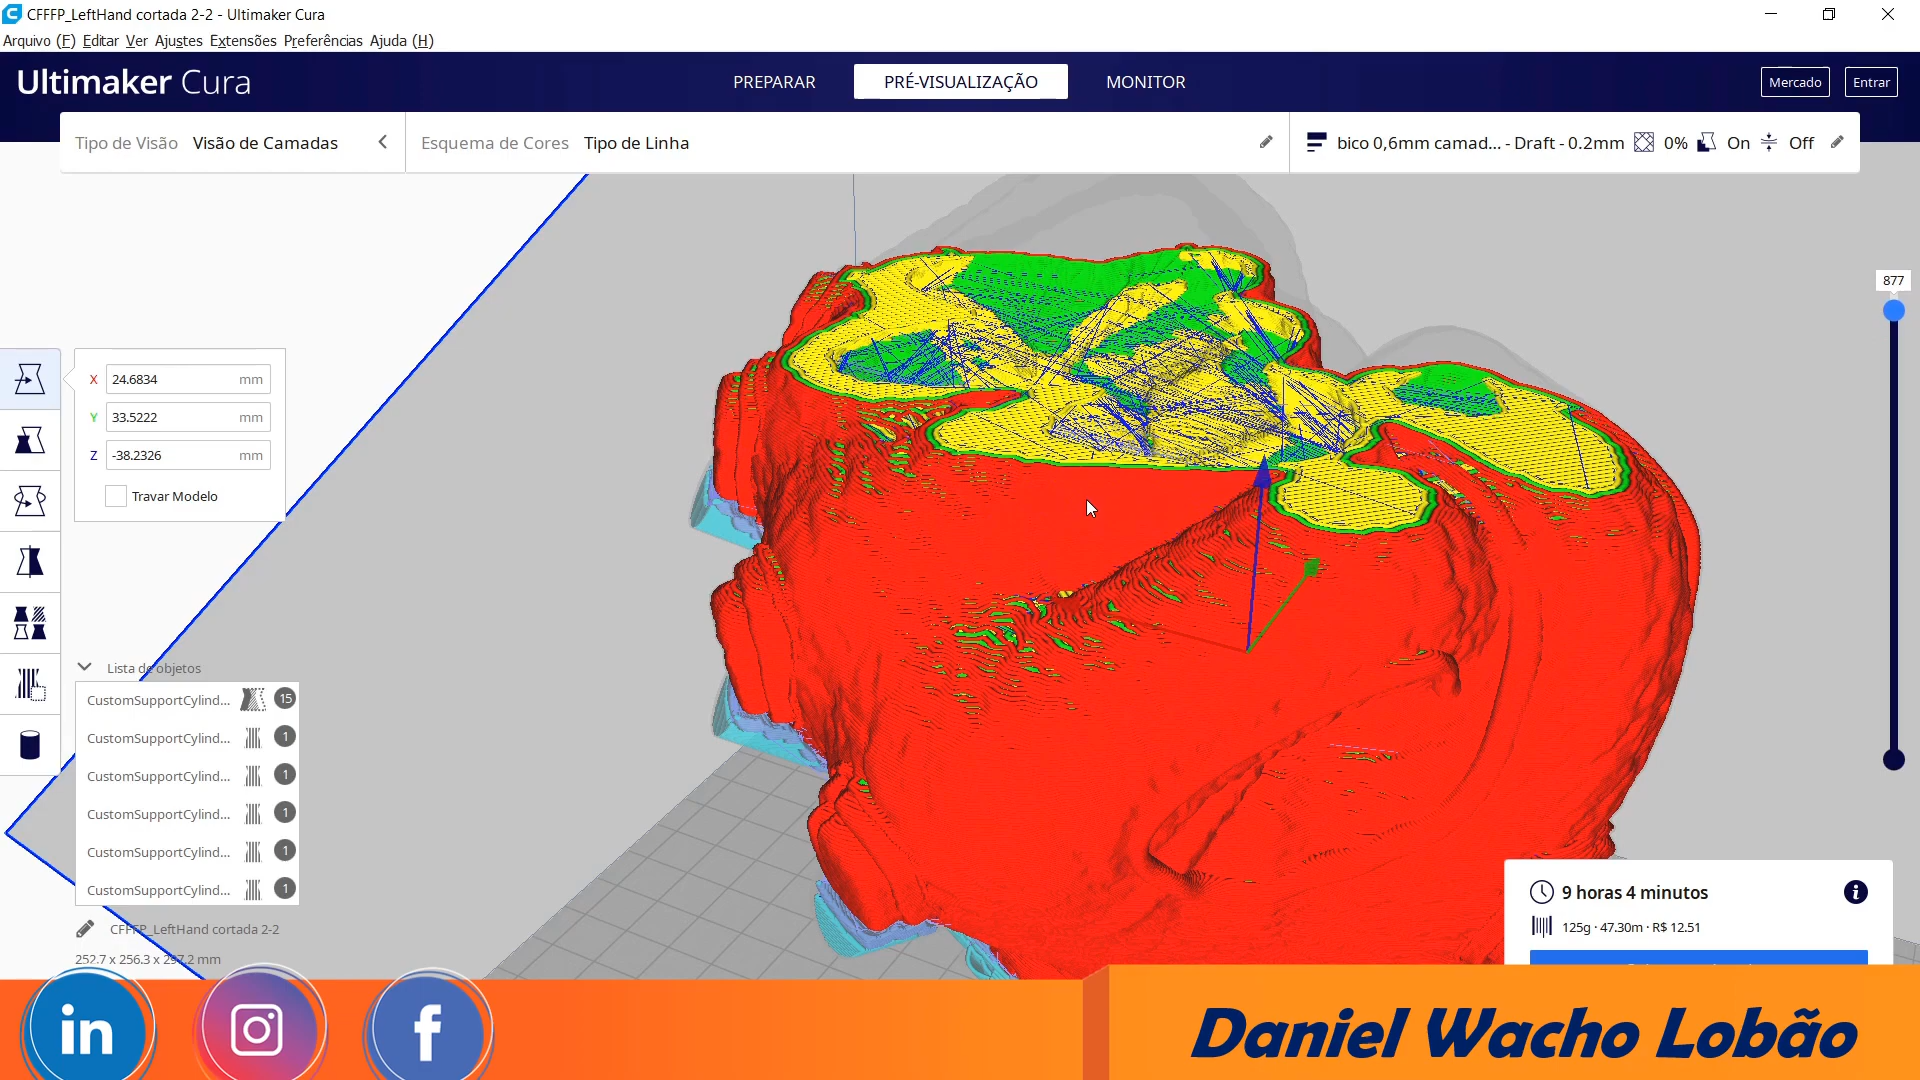 CFFFP_LeftHand cortada 2-2 - Ultimaker Cura
Arquivo (F) Editar Ver Ajustes Extensões Preferências Ajuda (H)
Ultimaker Cura
PREPARAR
PRÉ-VISUALIZAÇÃO
MONITOR
Mercado
Entrar
Tipo de Visão Visão de Camadas
Esquema de Cores Tipo de Linha
bico 0,6mm camad... - Draft - 0.2mm 0% On Off
877
X 24.6834 mm
Y 33.5222 mm
Z -38.2326 mm
Travar Modelo
Lista de objetos
CustomSupportCylind... 15
CustomSupportCylind... 1
CustomSupportCylind... 1
CustomSupportCylind... 1
CustomSupportCylind... 1
CustomSupportCylind... 1
CFFFP_LeftHand cortada 2-2
252.7 x 256.3 x 297.2 mm
9 horas 4 minutos
125g · 47.30m · R$ 12.51
in
f
Daniel Wacho Lobão